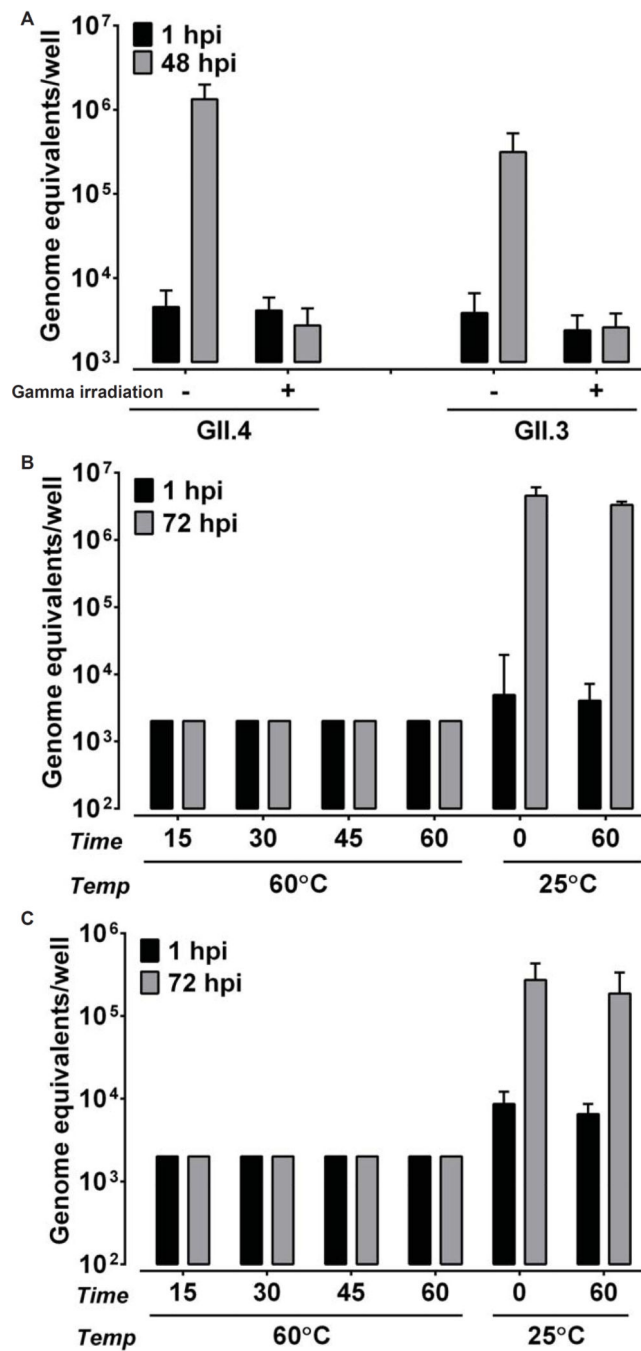 A
Genome equivalents/well
10⁷
10⁶
10⁵
10⁴
10³
1 hpi
48 hpi
Gamma irradiation - + - +
GII.4 GII.3
B
Genome equivalents/well
10⁷
10⁶
10⁵
10⁴
10³
10²
1 hpi
72 hpi
Time 15 30 45 60 0 60
Temp 60°C 25°C
C
Genome equivalents/well
10⁶
10⁵
10⁴
10³
10²
1 hpi
72 hpi
Time 15 30 45 60 0 60
Temp 60°C 25°C